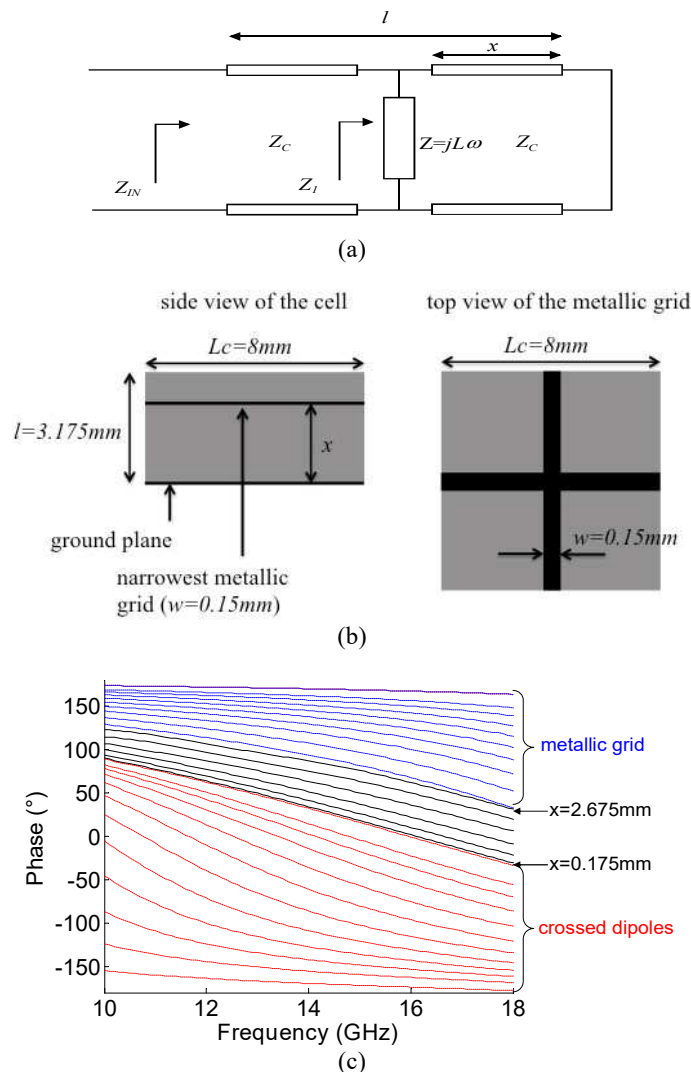 l
x
Z_C
Z=jLω
Z_C
Z_IN
Z_1
(a)
side view of the cell
top view of the metallic grid
Lc=8mm
Lc=8mm
l=3.175mm
x
ground plane
w=0.15mm
narrowest metallic
grid (w=0.15mm)
(b)
150
100
50
0
-50
-100
-150
Phase (°)
metallic grid
x=2.675mm
x=0.175mm
crossed dipoles
10
12
14
16
18
Frequency (GHz)
(c)